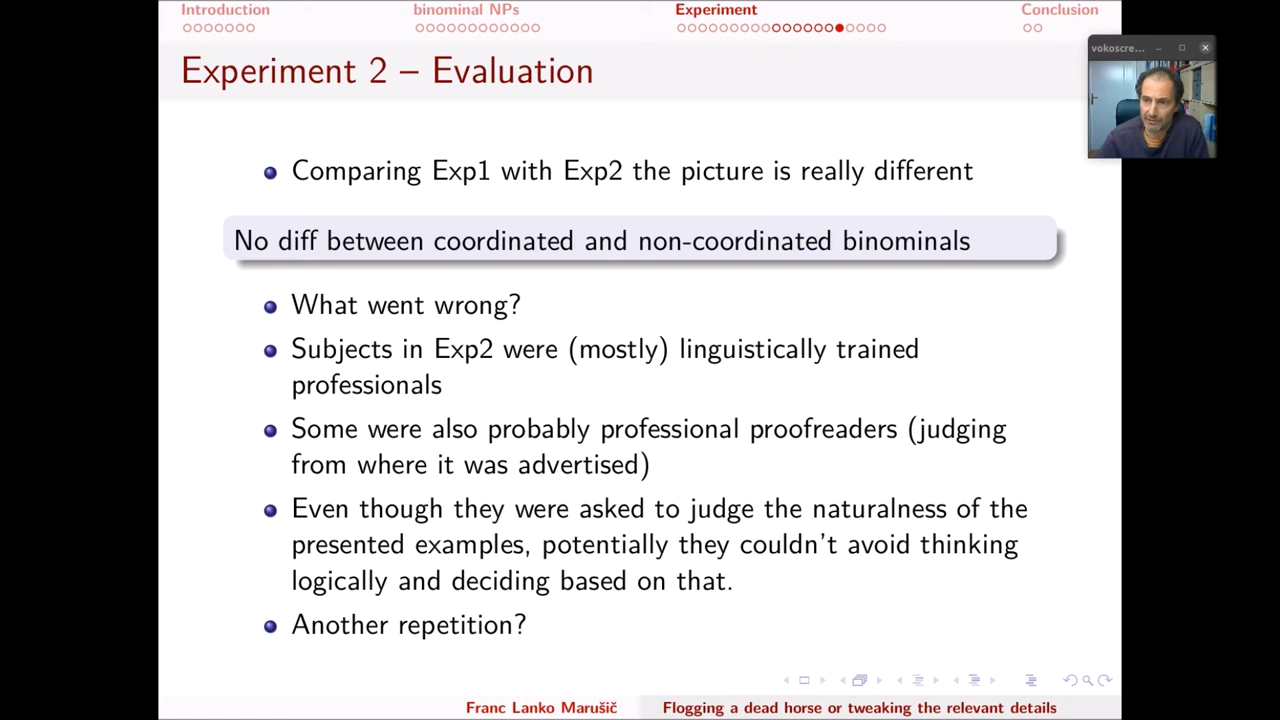 Introduction
binominal NPs
Experiment
Conclusion
vokoscre...
Experiment 2 – Evaluation
Comparing Exp1 with Exp2 the picture is really different
No diff between coordinated and non-coordinated binominals
What went wrong?
Subjects in Exp2 were (mostly) linguistically trained
professionals
Some were also probably professional proofreaders (judging
from where it was advertised)
Even though they were asked to judge the naturalness of the
presented examples, potentially they couldn't avoid thinking
logically and deciding based on that.
Another repetition?
Franc Lanko Marušič
Flogging a dead horse or tweaking the relevant details